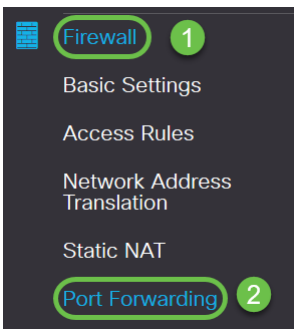 Firewall 1
Basic Settings
Access Rules
Network Address
Translation
Static NAT
Port Forwarding 2